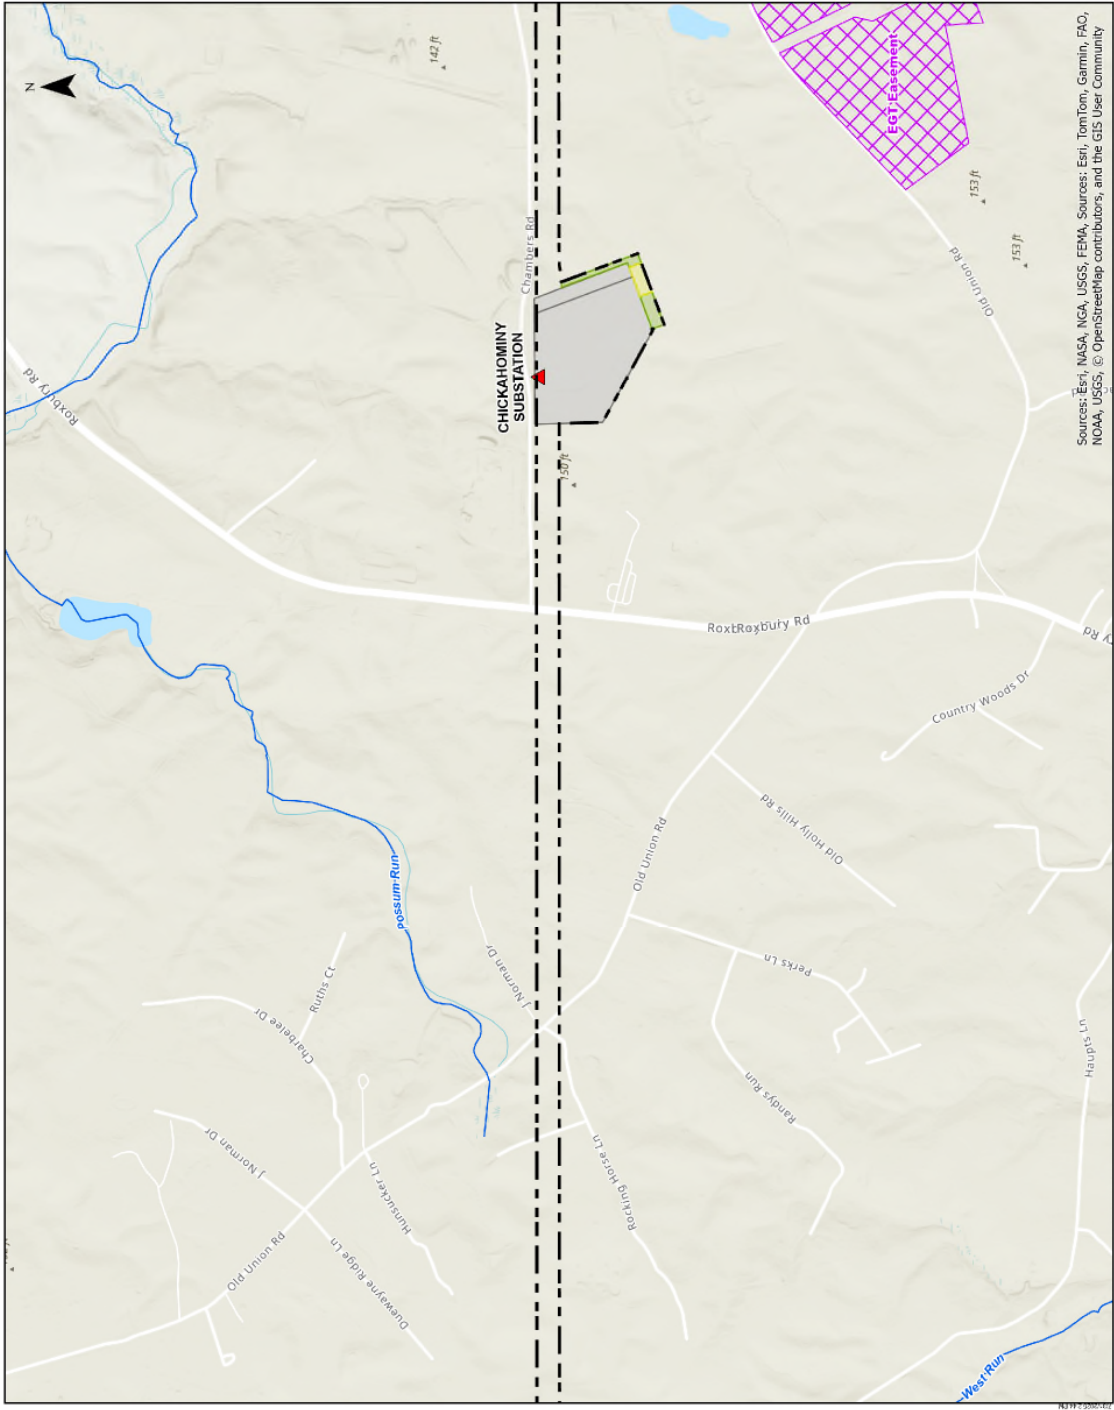 N
142 ft
EGT Easement
153 ft
153 ft
Sources: Esri, NASA, NGA, USGS, FEMA, Sources: Esri, TomTom, Garmin, FAO,
NOAA, USGS, © OpenStreetMap contributors, and the GIS User Community
Chambers Rd
Old Union Rd
CHICKAHOMINY
SUBSTATION
Roxbury Rd
150 ft
Roxbury Rd
ry Rd
Country Woods Dr
Old Holly Hills Rd
Old Union Rd
Possum Run
J Norman Dr
Perks Ln
Ruths Ct
Charbelee Dr
Haupts Ln
Randys Run
J Norman Dr
Hunsucker Ln
Rocking Horse Ln
Old Union Rd
Duewayne Ridge Ln
West Run